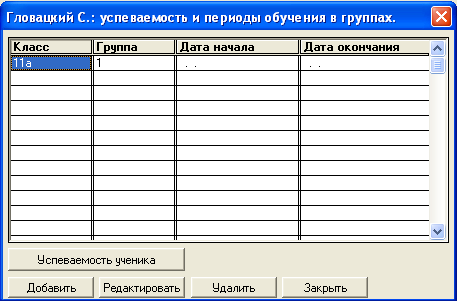 Гловацкий С.: успеваемость и периоды обучения в группах.
Класс Группа Дата начала Дата окончания
11а 1 . . . .
Успеваемость ученика
Добавить Редактировать Удалить Закрыть